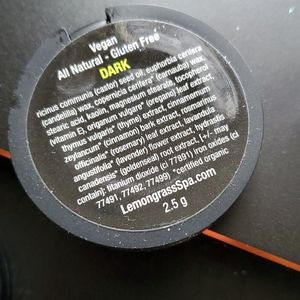 Vegan
All Natural - Gluten Free
DARK
ricinus communis (castor) seed oil, euphorbia cerifera
(candelilla) wax, copernicia cerifera* (carnauba) wax,
stearic acid, kaolin, magnesium stearate, tocopherol
(vitamin E), origanum vulgare* (oregano) leaf extract,
thymus vulgaris* (thyme) extract, cinnamomum
zeylanicum* (cinnamon) bark extract, rosmarinus
officinalis* (rosemary) leaf extract, lavandula
angustifolia* (lavender) flower extract, hydrastis
canadensis* (goldenseal) root extract, [+/- may
contain]: titanium dioxide (ci 77891) iron oxides (ci
77491, 77492, 77499) *certified organic
LemongrassSpa.com
2.5 g